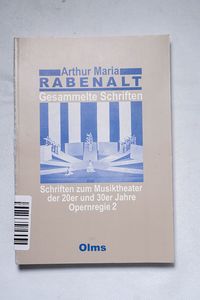 Arthur Maria
RABENALT
Gesammelte Schriften
Schriften zum Musiktheater
der 20er und 30er Jahre
Opernregie 2
Olms